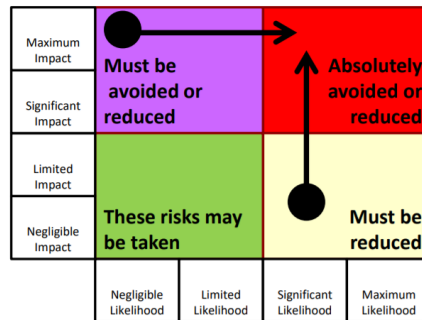 Maximum
Impact
Must be
avoided or
reduced
Absolutely
avoided or
reduced
Significant
Impact
Limited
Impact
These risks may
be taken
Must be
reduced
Negligible
Impact
Negligible
Likelihood
Limited
Likelihood
Significant
Likelihood
Maximum
Likelihood